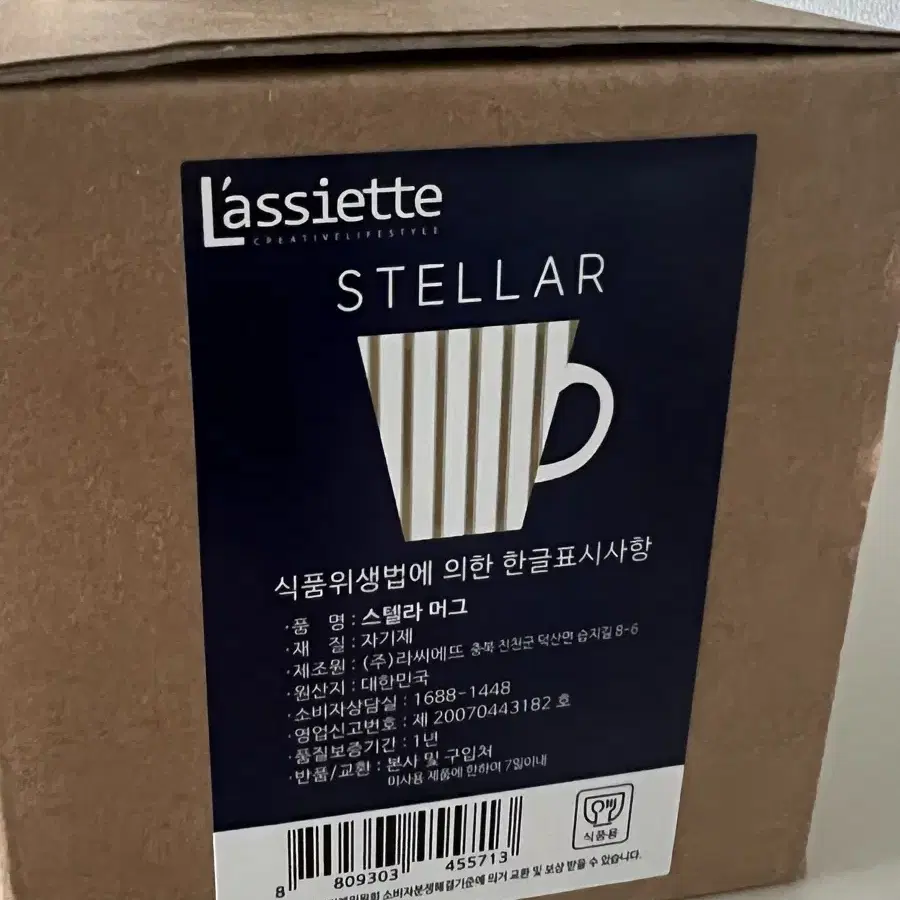 L'assiette
CREATIVELIFESTYLE
STELLAR
식품위생법에 의한 한글표시사항
·품 명 : 스텔라 머그
·재 질 : 자기제
·제조원 : (주)라씨에뜨 충북 진천군 덕산면 습지길 8-6
·원산지 : 대한민국
·소비자상담실 : 1688-1448
·영업신고번호 : 제 20070443182 호
·품질보증기간 : 1년
·반품/교환 : 본사 및 구입처
미사용 제품에 한하여 7일이내
식품용
8 809303 455713
소비자분쟁해결기준에 의거 교환 및 보상 받을 수 있습니다.